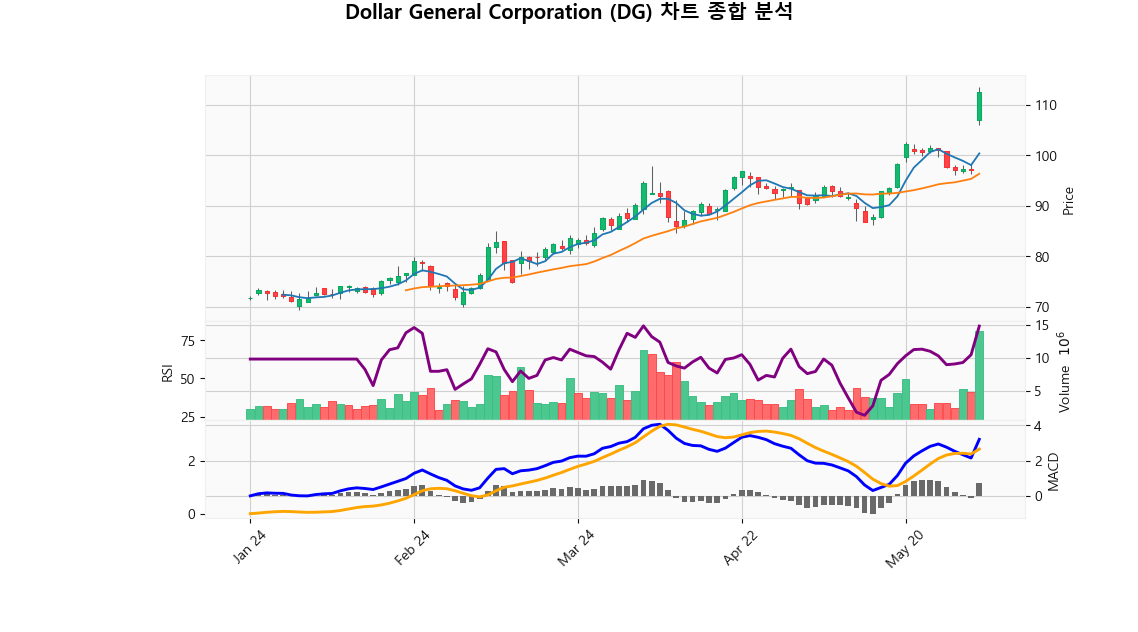 Dollar General Corporation (DG) 차트 종합 분석
110
100
90
80
70
Price
75
50
25
RSI
15
10
5
Volume 10^6
2
0
4
2
0
MACD
Jan 24
Feb 24
Mar 24
Apr 22
May 20